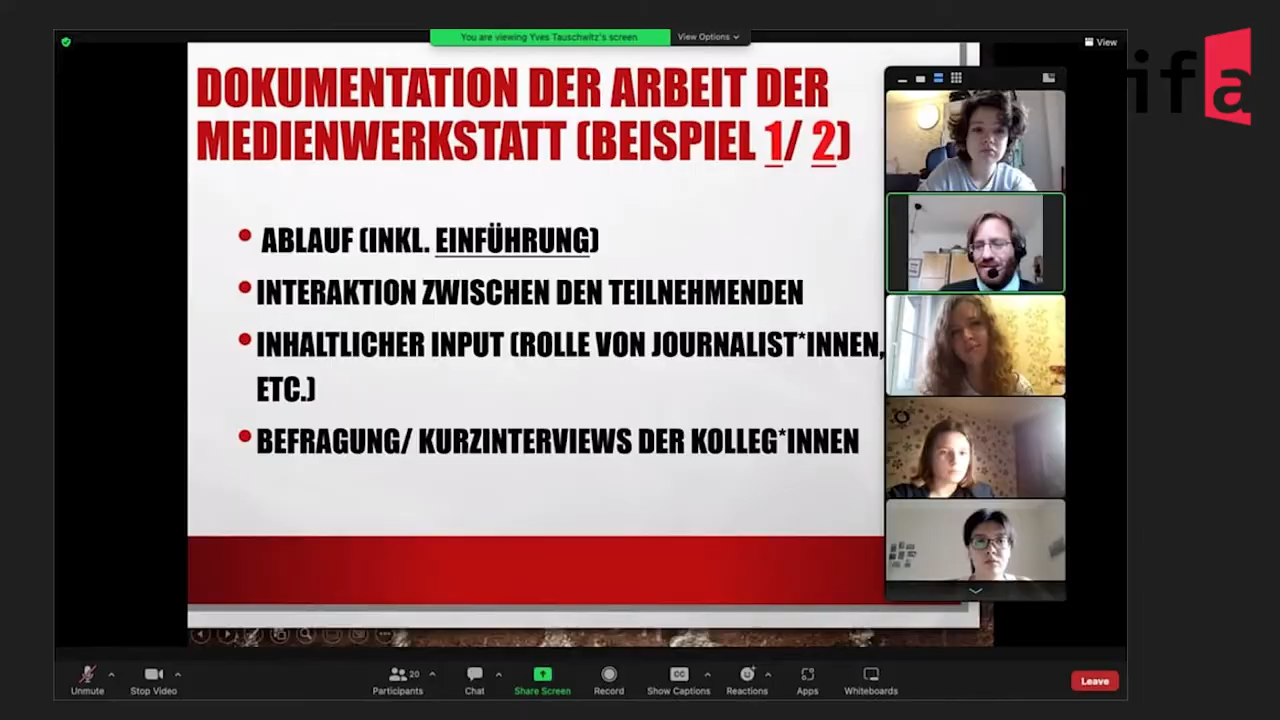 You are viewing Yves Tauschwitz's screen
View Options
View
ifa
DOKUMENTATION DER ARBEIT DER
MEDIENWERKSTATT (BEISPIEL 1/ 2)
• ABLAUF (INKL. EINFÜHRUNG)
• INTERAKTION ZWISCHEN DEN TEILNEHMENDEN
• INHALTLICHER INPUT (ROLLE VON JOURNALIST*INNEN,
ETC.)
• BEFRAGUNG/ KURZINTERVIEWS DER KOLLEG*INNEN
Unmute
Stop Video
20
Participants
Chat
Share Screen
Record
CC
Show Captions
Reactions
Apps
Whiteboards
Leave